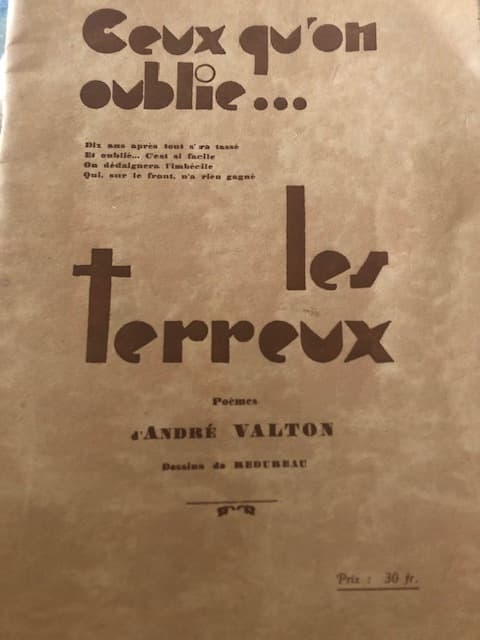 Ceux qu'on
oublie...
Dix ans après tout s'ra tassé
Et oublié... C'est si facile
On dédaignera l'imbécile
Qui, sur le front, n'a rien gagné
les
terreux
Poèmes
d'ANDRÉ VALTON
Dessins de REDUREAU
Prix : 30 fr.